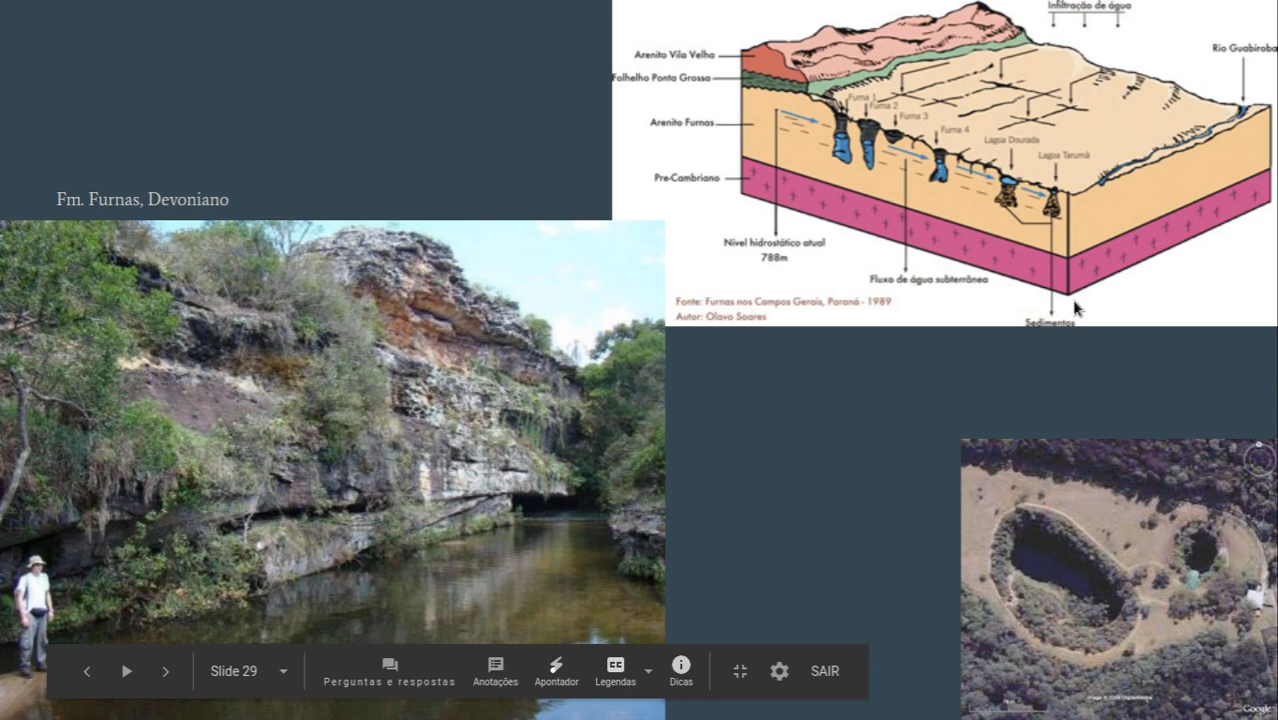 Fm. Furnas, Devoniano
Infiltração de água
Rio Guabiroba
Arenito Vila Velha
Folhelho Ponta Grossa
Arenito Furnas
Pre-Cambriano
Furna 1
Furna 2
Furna 3
Furna 4
Lagoa Dourada
Lagoa Tarumã
Nível hidrostático atual
788m
Fluxo de água subterrânea
Sedimentos
Fonte: Furnas nos Campos Gerais, Paraná - 1989
Autor: Olavo Soares
Google
Slide 29
Perguntas e respostas
Anotações
Apontador
CC
Legendas
Dicas
SAIR